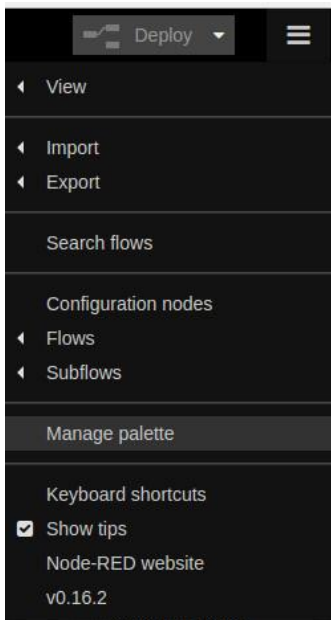 Deploy
View
Import
Export
Search flows
Configuration nodes
Flows
Subflows
Manage palette
Keyboard shortcuts
Show tips
Node-RED website
v0.16.2